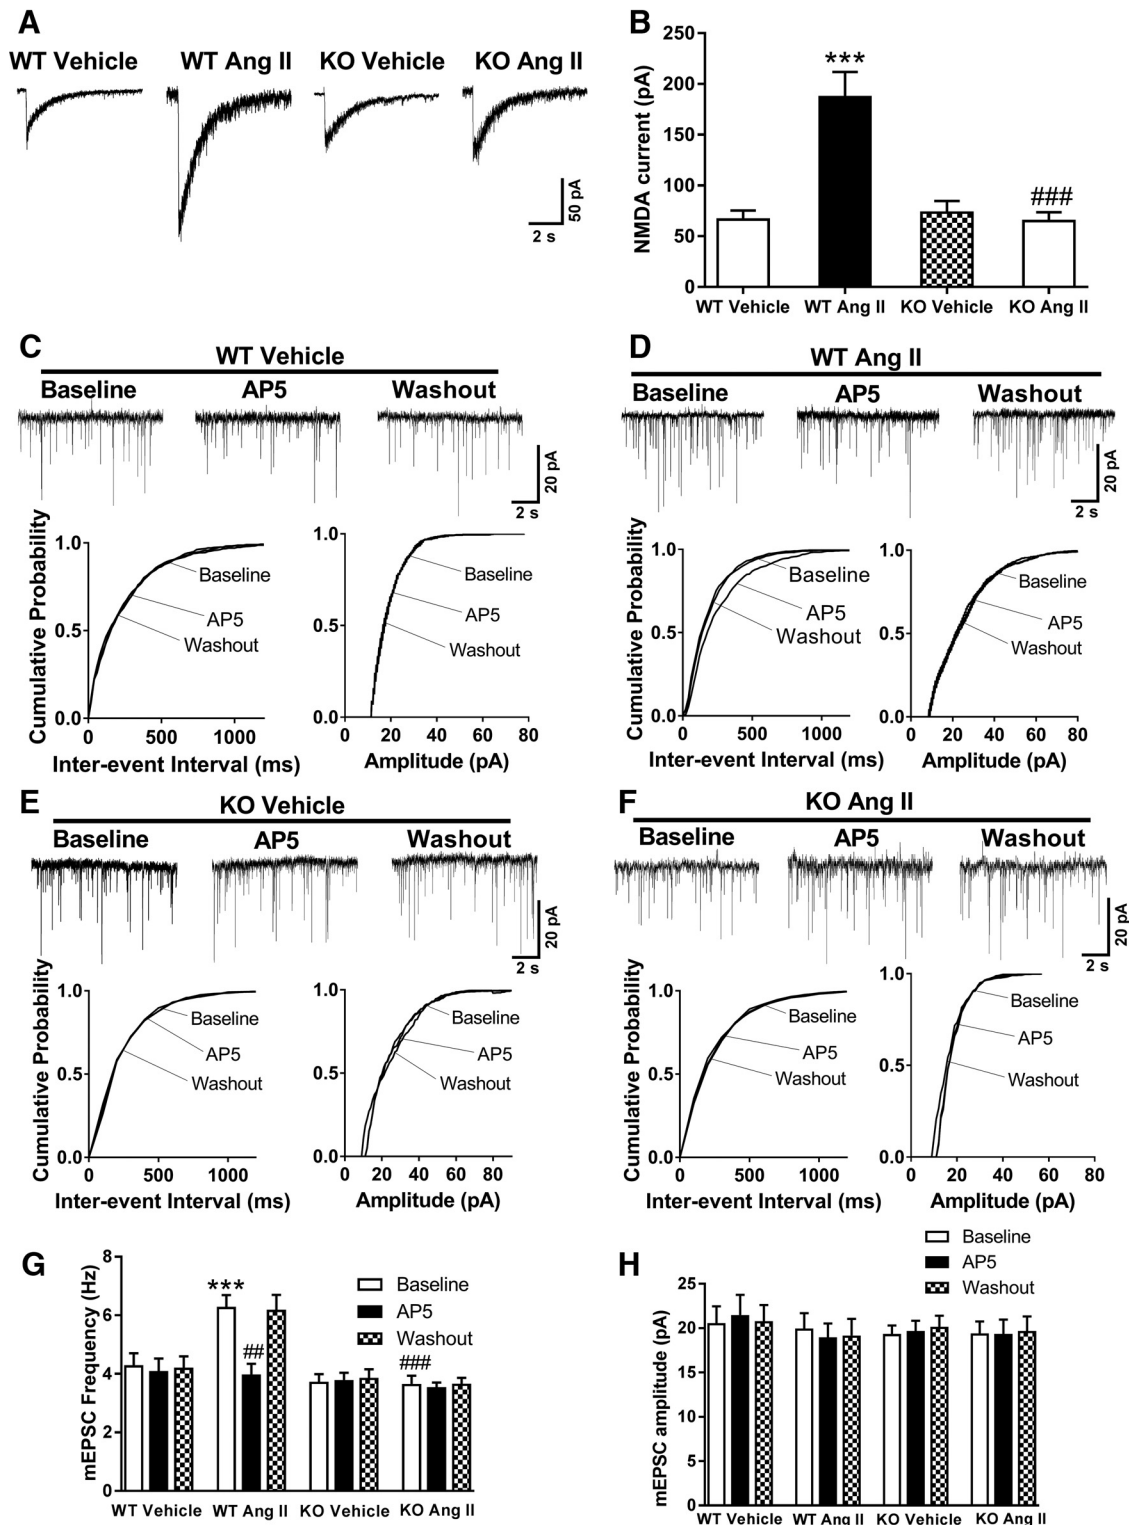 A
WT Vehicle
WT Ang II
KO Vehicle
KO Ang II
50 pA
2 s
B
NMDA current (pA)
250
200
150
100
50
0
***
###
WT Vehicle
WT Ang II
KO Vehicle
KO Ang II
C
WT Vehicle
Baseline
AP5
Washout
20 pA
2 s
Cumulative Probability
1.0
0.5
0.0
Baseline
AP5
Washout
0
500
1000
Inter-event Interval (ms)
1.0
0.5
0.0
Baseline
AP5
Washout
0
20
40
60
80
Amplitude (pA)
D
WT Ang II
Baseline
AP5
Washout
20 pA
2 s
Cumulative Probability
1.0
0.5
0.0
Baseline
AP5
Washout
0
500
1000
Inter-event Interval (ms)
1.0
0.5
0.0
Baseline
AP5
Washout
0
20
40
60
80
Amplitude (pA)
E
KO Vehicle
Baseline
AP5
Washout
20 pA
2 s
Cumulative Probability
1.0
0.5
0.0
Baseline
AP5
Washout
0
500
1000
Inter-event Interval (ms)
1.0
0.5
0.0
Baseline
AP5
Washout
0
20
40
60
80
Amplitude (pA)
F
KO Ang II
Baseline
AP5
Washout
20 pA
2 s
Cumulative Probability
1.0
0.5
0.0
Baseline
AP5
Washout
0
500
1000
Inter-event Interval (ms)
1.0
0.5
0.0
Baseline
AP5
Washout
0
20
40
60
80
Amplitude (pA)
G
mEPSC Frequency (Hz)
8
6
4
2
0
***
##
###
Baseline
AP5
Washout
WT Vehicle
WT Ang II
KO Vehicle
KO Ang II
H
mEPSC amplitude (pA)
25
20
15
10
5
0
Baseline
AP5
Washout
WT Vehicle
WT Ang II
KO Vehicle
KO Ang II